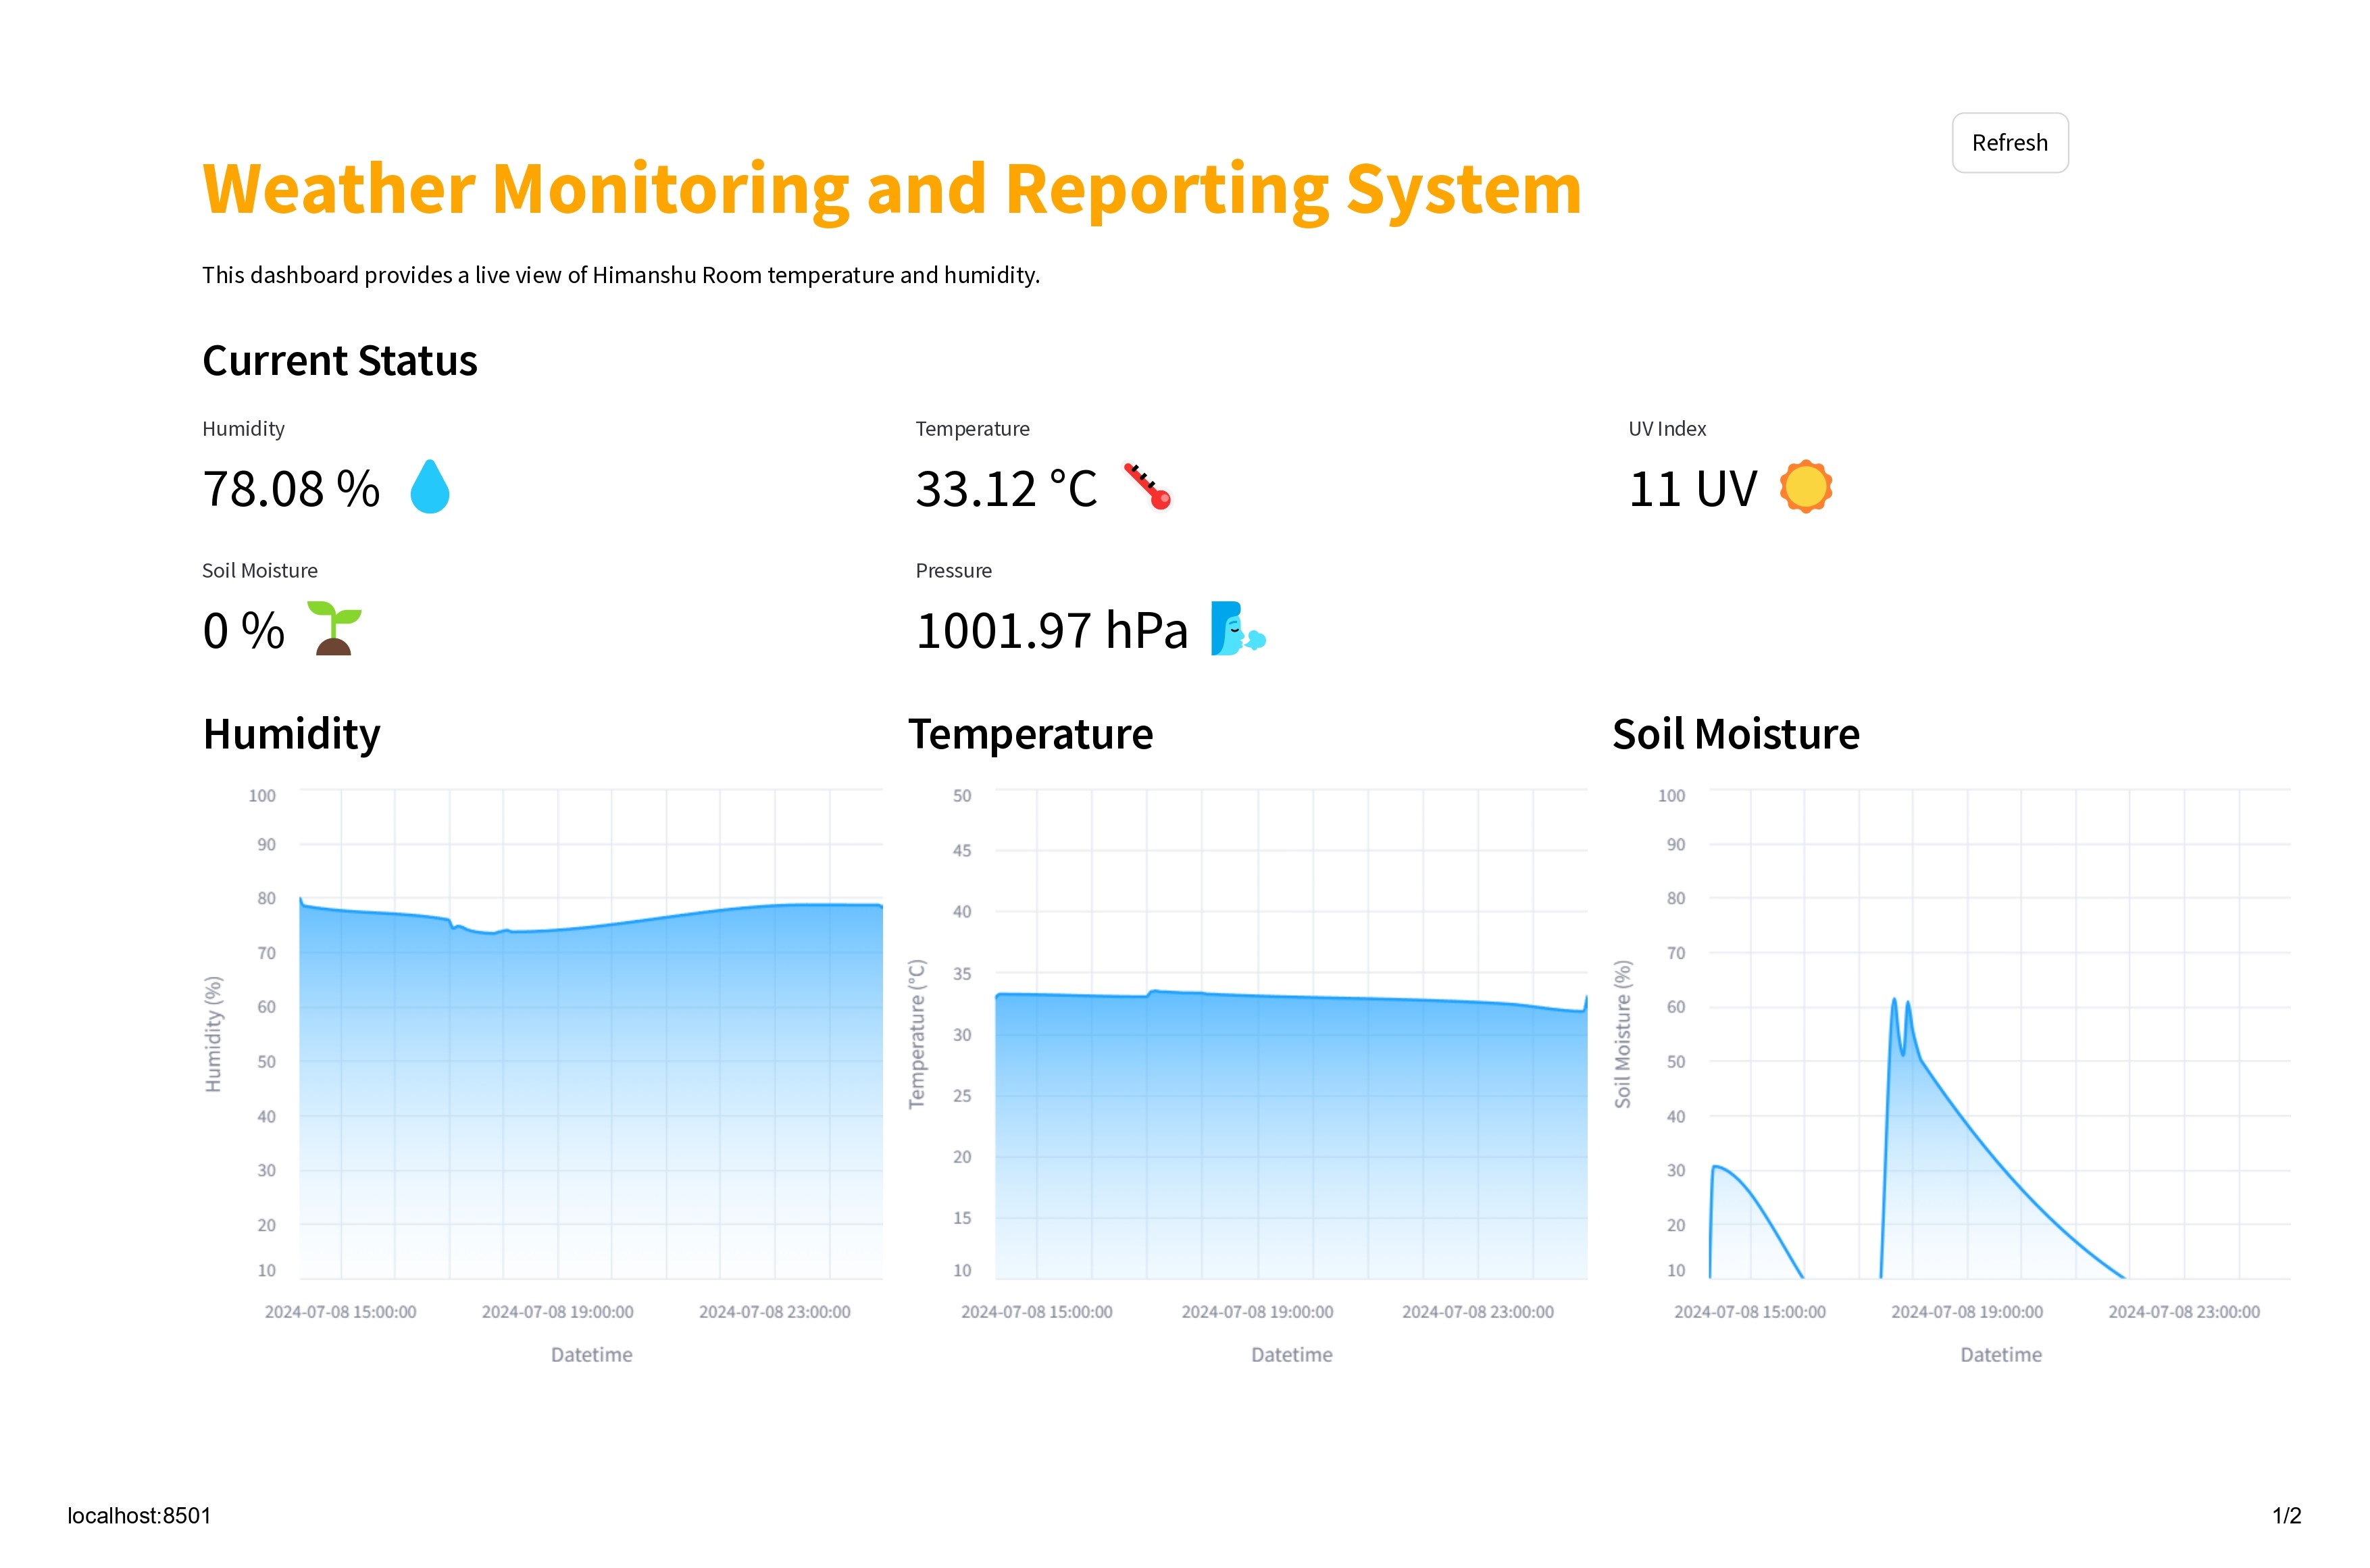 Refresh
Weather Monitoring and Reporting System
This dashboard provides a live view of Himanshu Room temperature and humidity.
Current Status
Humidity
78.08 %
Temperature
33.12 °C
UV Index
11 UV
Soil Moisture
0 %
Pressure
1001.97 hPa
Humidity
100
90
80
70
60
50
40
30
20
10
Humidity (%)
2024-07-08 15:00:00 2024-07-08 19:00:00 2024-07-08 23:00:00
Datetime
Temperature
50
45
40
35
30
25
20
15
10
Temperature (°C)
2024-07-08 15:00:00 2024-07-08 19:00:00 2024-07-08 23:00:00
Datetime
Soil Moisture
100
90
80
70
60
50
40
30
20
10
Soil Moisture (%)
2024-07-08 15:00:00 2024-07-08 19:00:00 2024-07-08 23:00:00
Datetime
localhost:8501
1/2